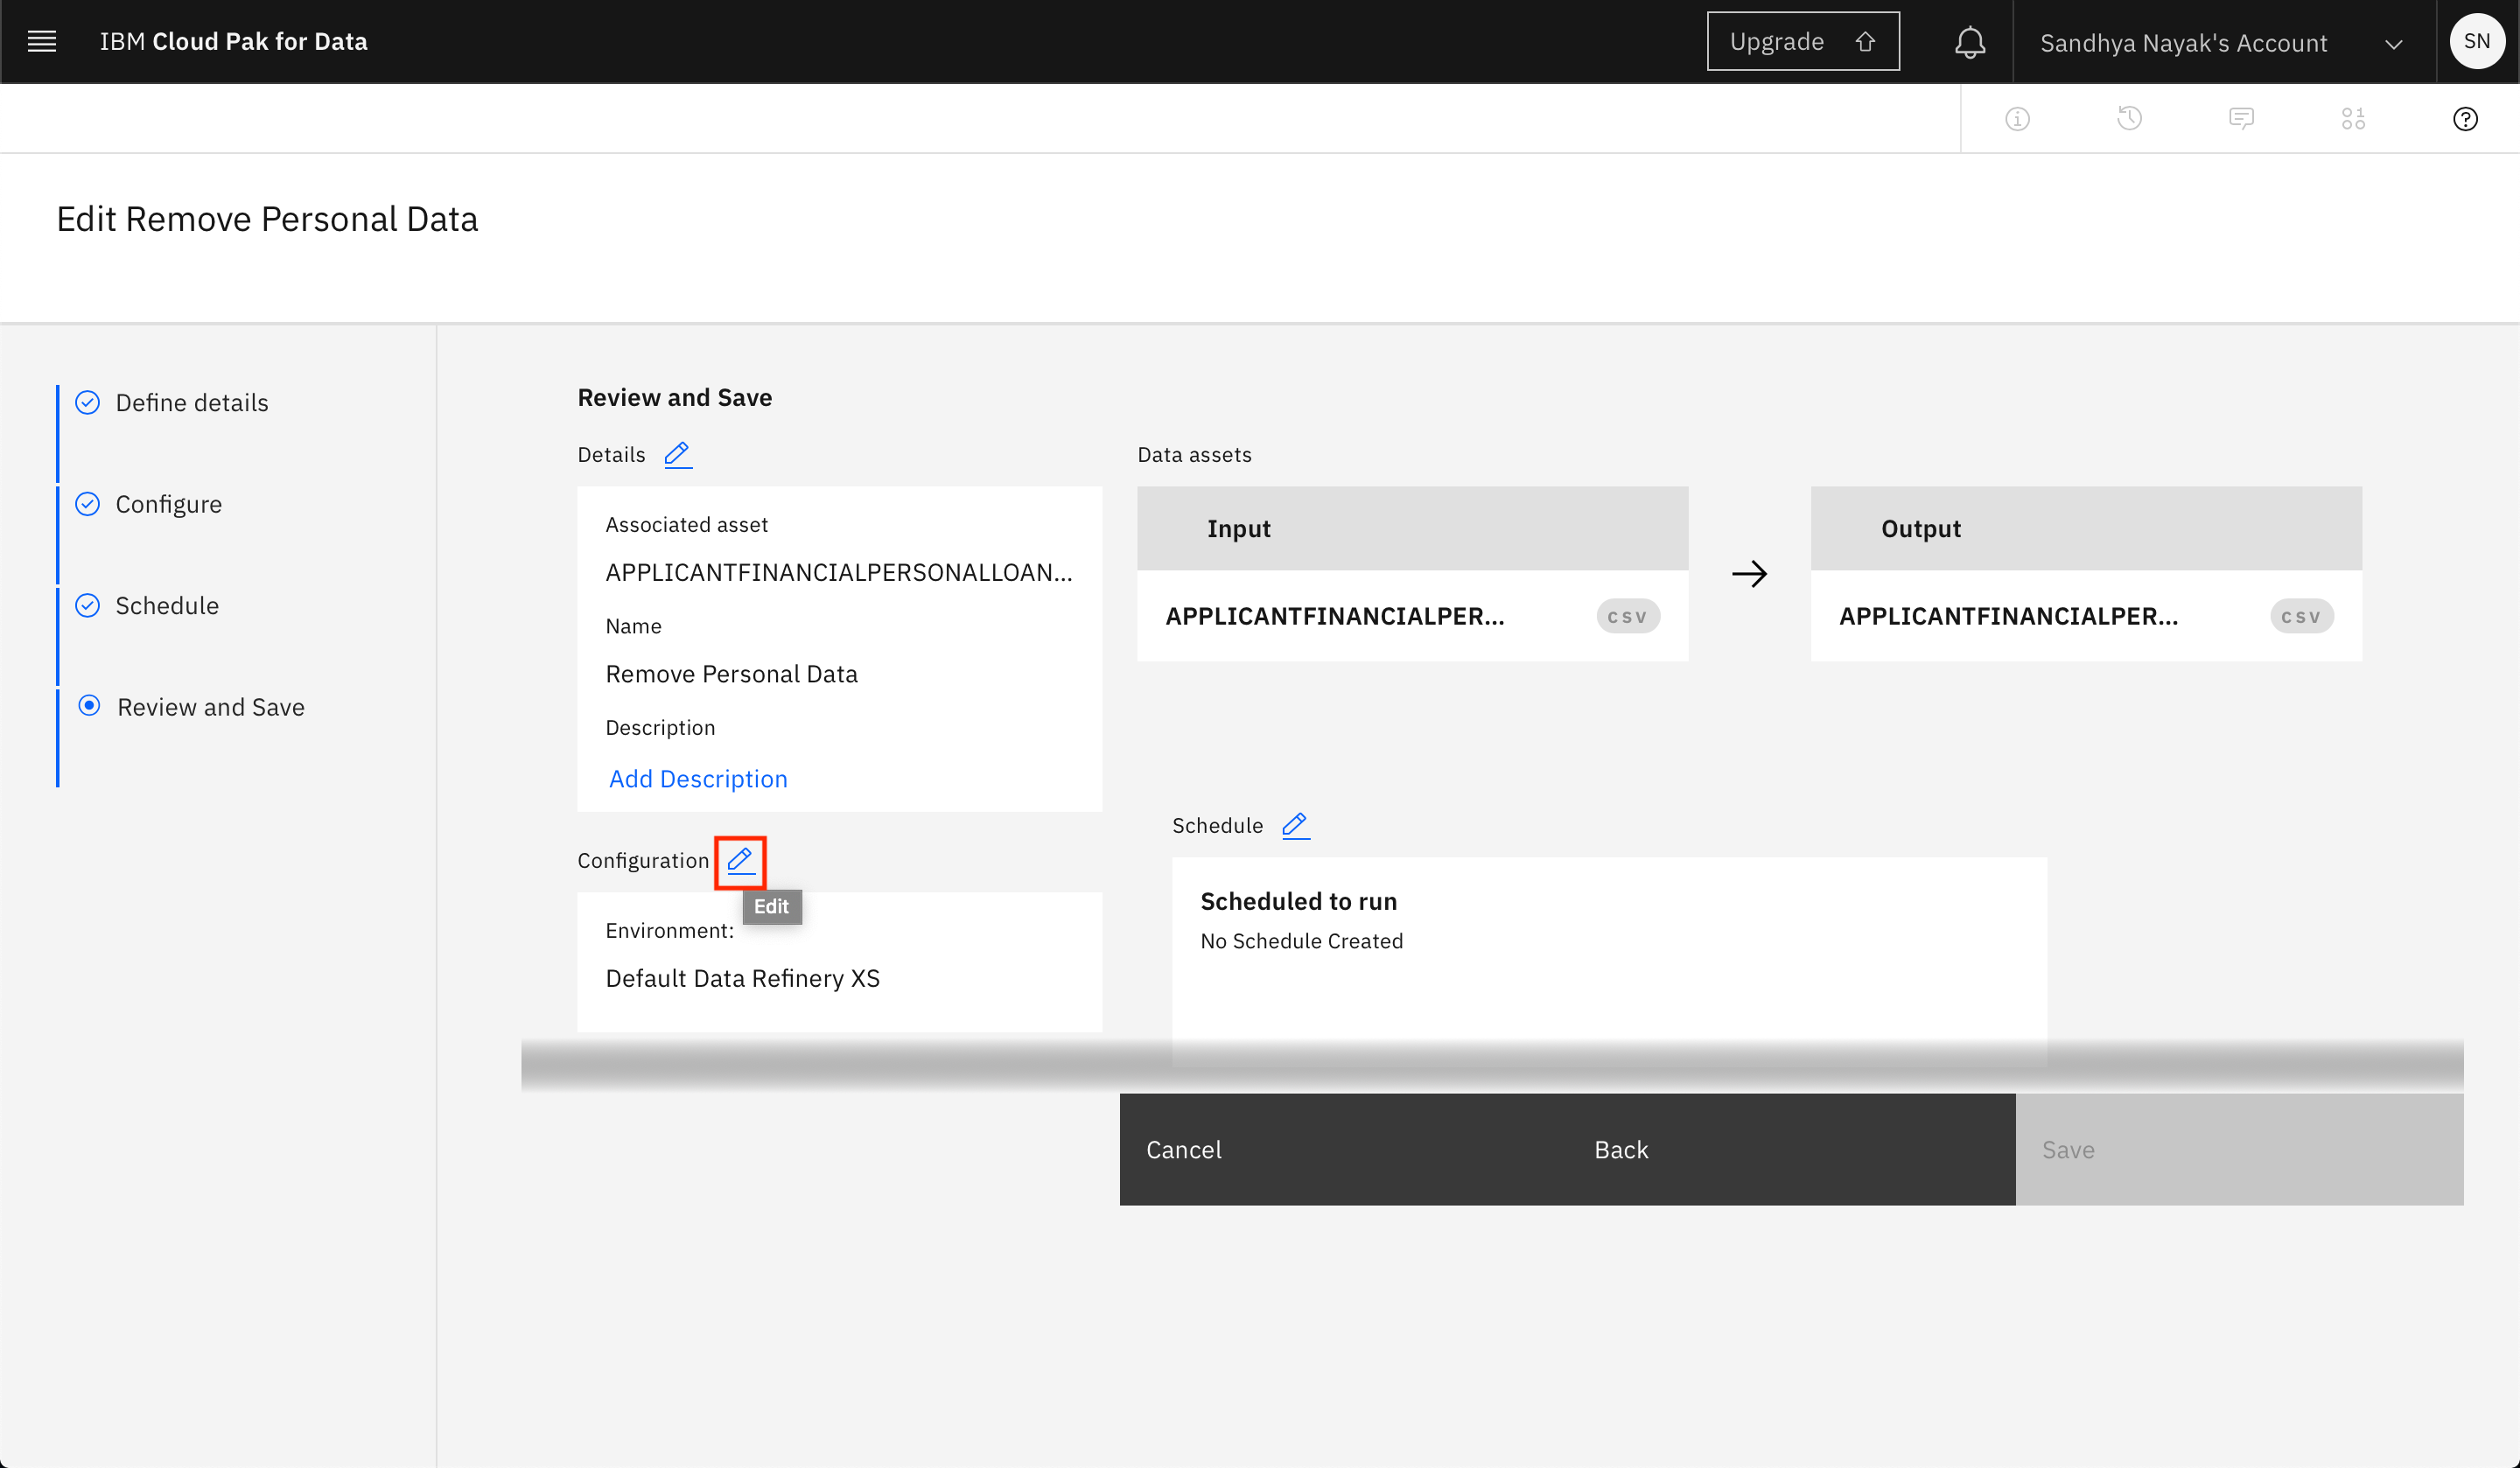 IBM Cloud Pak for Data
Upgrade
Sandhya Nayak's Account
SN
Edit Remove Personal Data
Define details
Configure
Schedule
Review and Save
Review and Save
Details
Associated asset
APPLICANTFINANCIALPERSONALLOAN...
Name
Remove Personal Data
Description
Add Description
Configuration
Edit
Environment:
Default Data Refinery XS
Data assets
Input
APPLICANTFINANCIALPER...
csv
Output
APPLICANTFINANCIALPER...
csv
Schedule
Scheduled to run
No Schedule Created
Cancel
Back
Save